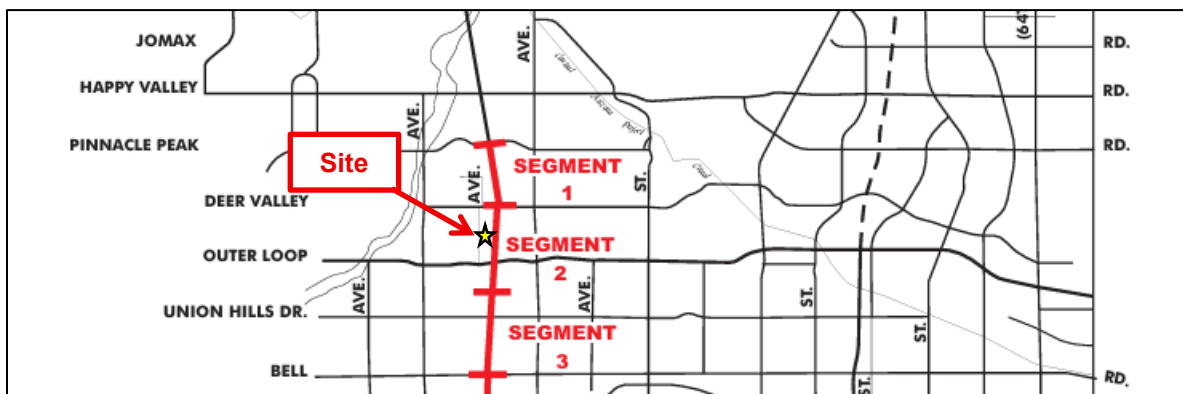 (64T
AVE.
JOMAX
RD.
HAPPY VALLEY
RD.
AVE.
PINNACLE PEAK
RD.
Site
SEGMENT
1
AVE.
ST.
DEER VALLEY
SEGMENT
2
OUTER LOOP
AVE.
AVE.
ST.
UNION HILLS DR.
SEGMENT
3
ST.
BELL
RD.
ST.